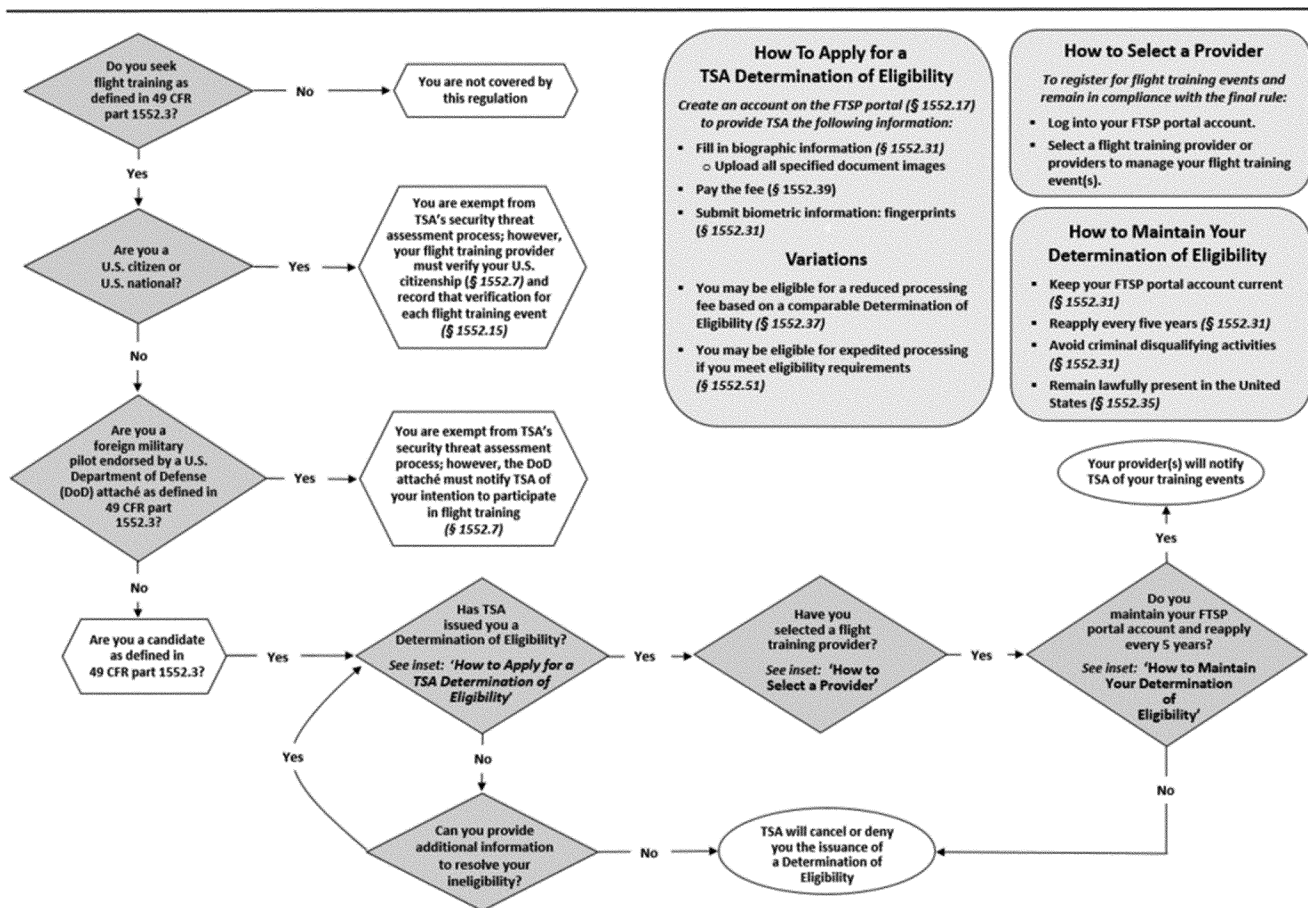 Do you seek
flight training as
defined in 49 CFR
part 1552.3?
No
You are not covered by
this regulation
Yes
Are you a
U.S. citizen or
U.S. national?
Yes
You are exempt from
TSA's security threat
assessment process; however,
your flight training provider
must verify your U.S.
citizenship (§ 1552.7) and
record that verification for
each flight training event
(§ 1552.15)
No
Are you a
foreign military
pilot endorsed by a U.S.
Department of Defense
(DoD) attaché as defined in
49 CFR part
1552.3?
Yes
You are exempt from TSA's
security threat assessment
process; however, the DoD
attaché must notify TSA of
your intention to participate
in flight training
(§ 1552.7)
No
Are you a candidate
as defined in
49 CFR part 1552.3?
Yes
Has TSA
issued you a
Determination of Eligibility?
See inset: 'How to Apply for a
TSA Determination of
Eligibility'
Yes
Have you
selected a flight
training provider?
See inset: 'How to
Select a Provider'
Yes
Do you
maintain your FTSP
portal account and reapply
every 5 years?
See inset: 'How to Maintain
Your Determination
of
Eligibility'
Yes
Your provider(s) will notify
TSA of your training events
No
No
Can you provide
additional information
to resolve your
ineligibility?
Yes
No
TSA will cancel or deny
you the issuance of
a Determination of
Eligibility
How To Apply for a
TSA Determination of Eligibility
Create an account on the FTSP portal (§ 1552.17)
to provide TSA the following information:
▪ Fill in biographic information (§ 1552.31)
o Upload all specified document images
▪ Pay the fee (§ 1552.39)
▪ Submit biometric information: fingerprints
(§ 1552.31)
Variations
▪ You may be eligible for a reduced processing
fee based on a comparable Determination of
Eligibility (§ 1552.37)
▪ You may be eligible for expedited processing
if you meet eligibility requirements
(§ 1552.51)
How to Select a Provider
To register for flight training events and
remain in compliance with the final rule:
▪ Log into your FTSP portal account.
▪ Select a flight training provider or
providers to manage your flight training
event(s).
How to Maintain Your
Determination of Eligibility
▪ Keep your FTSP portal account current
(§ 1552.31)
▪ Reapply every five years (§ 1552.31)
▪ Avoid criminal disqualifying activities
(§ 1552.31)
▪ Remain lawfully present in the United
States (§ 1552.35)